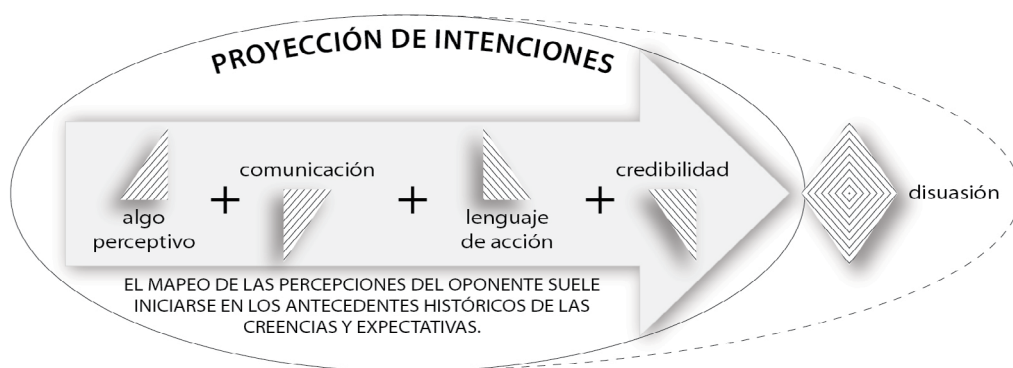 PROYECCIÓN DE INTENCIONES
algo
perceptivo
+
comunicación
+
lenguaje
de acción
+
credibilidad
disuasión
EL MAPEO DE LAS PERCEPCIONES DEL OPONENTE SUELE
INICIARSE EN LOS ANTECEDENTES HISTÓRICOS DE LAS
CREENCIAS Y EXPECTATIVAS.